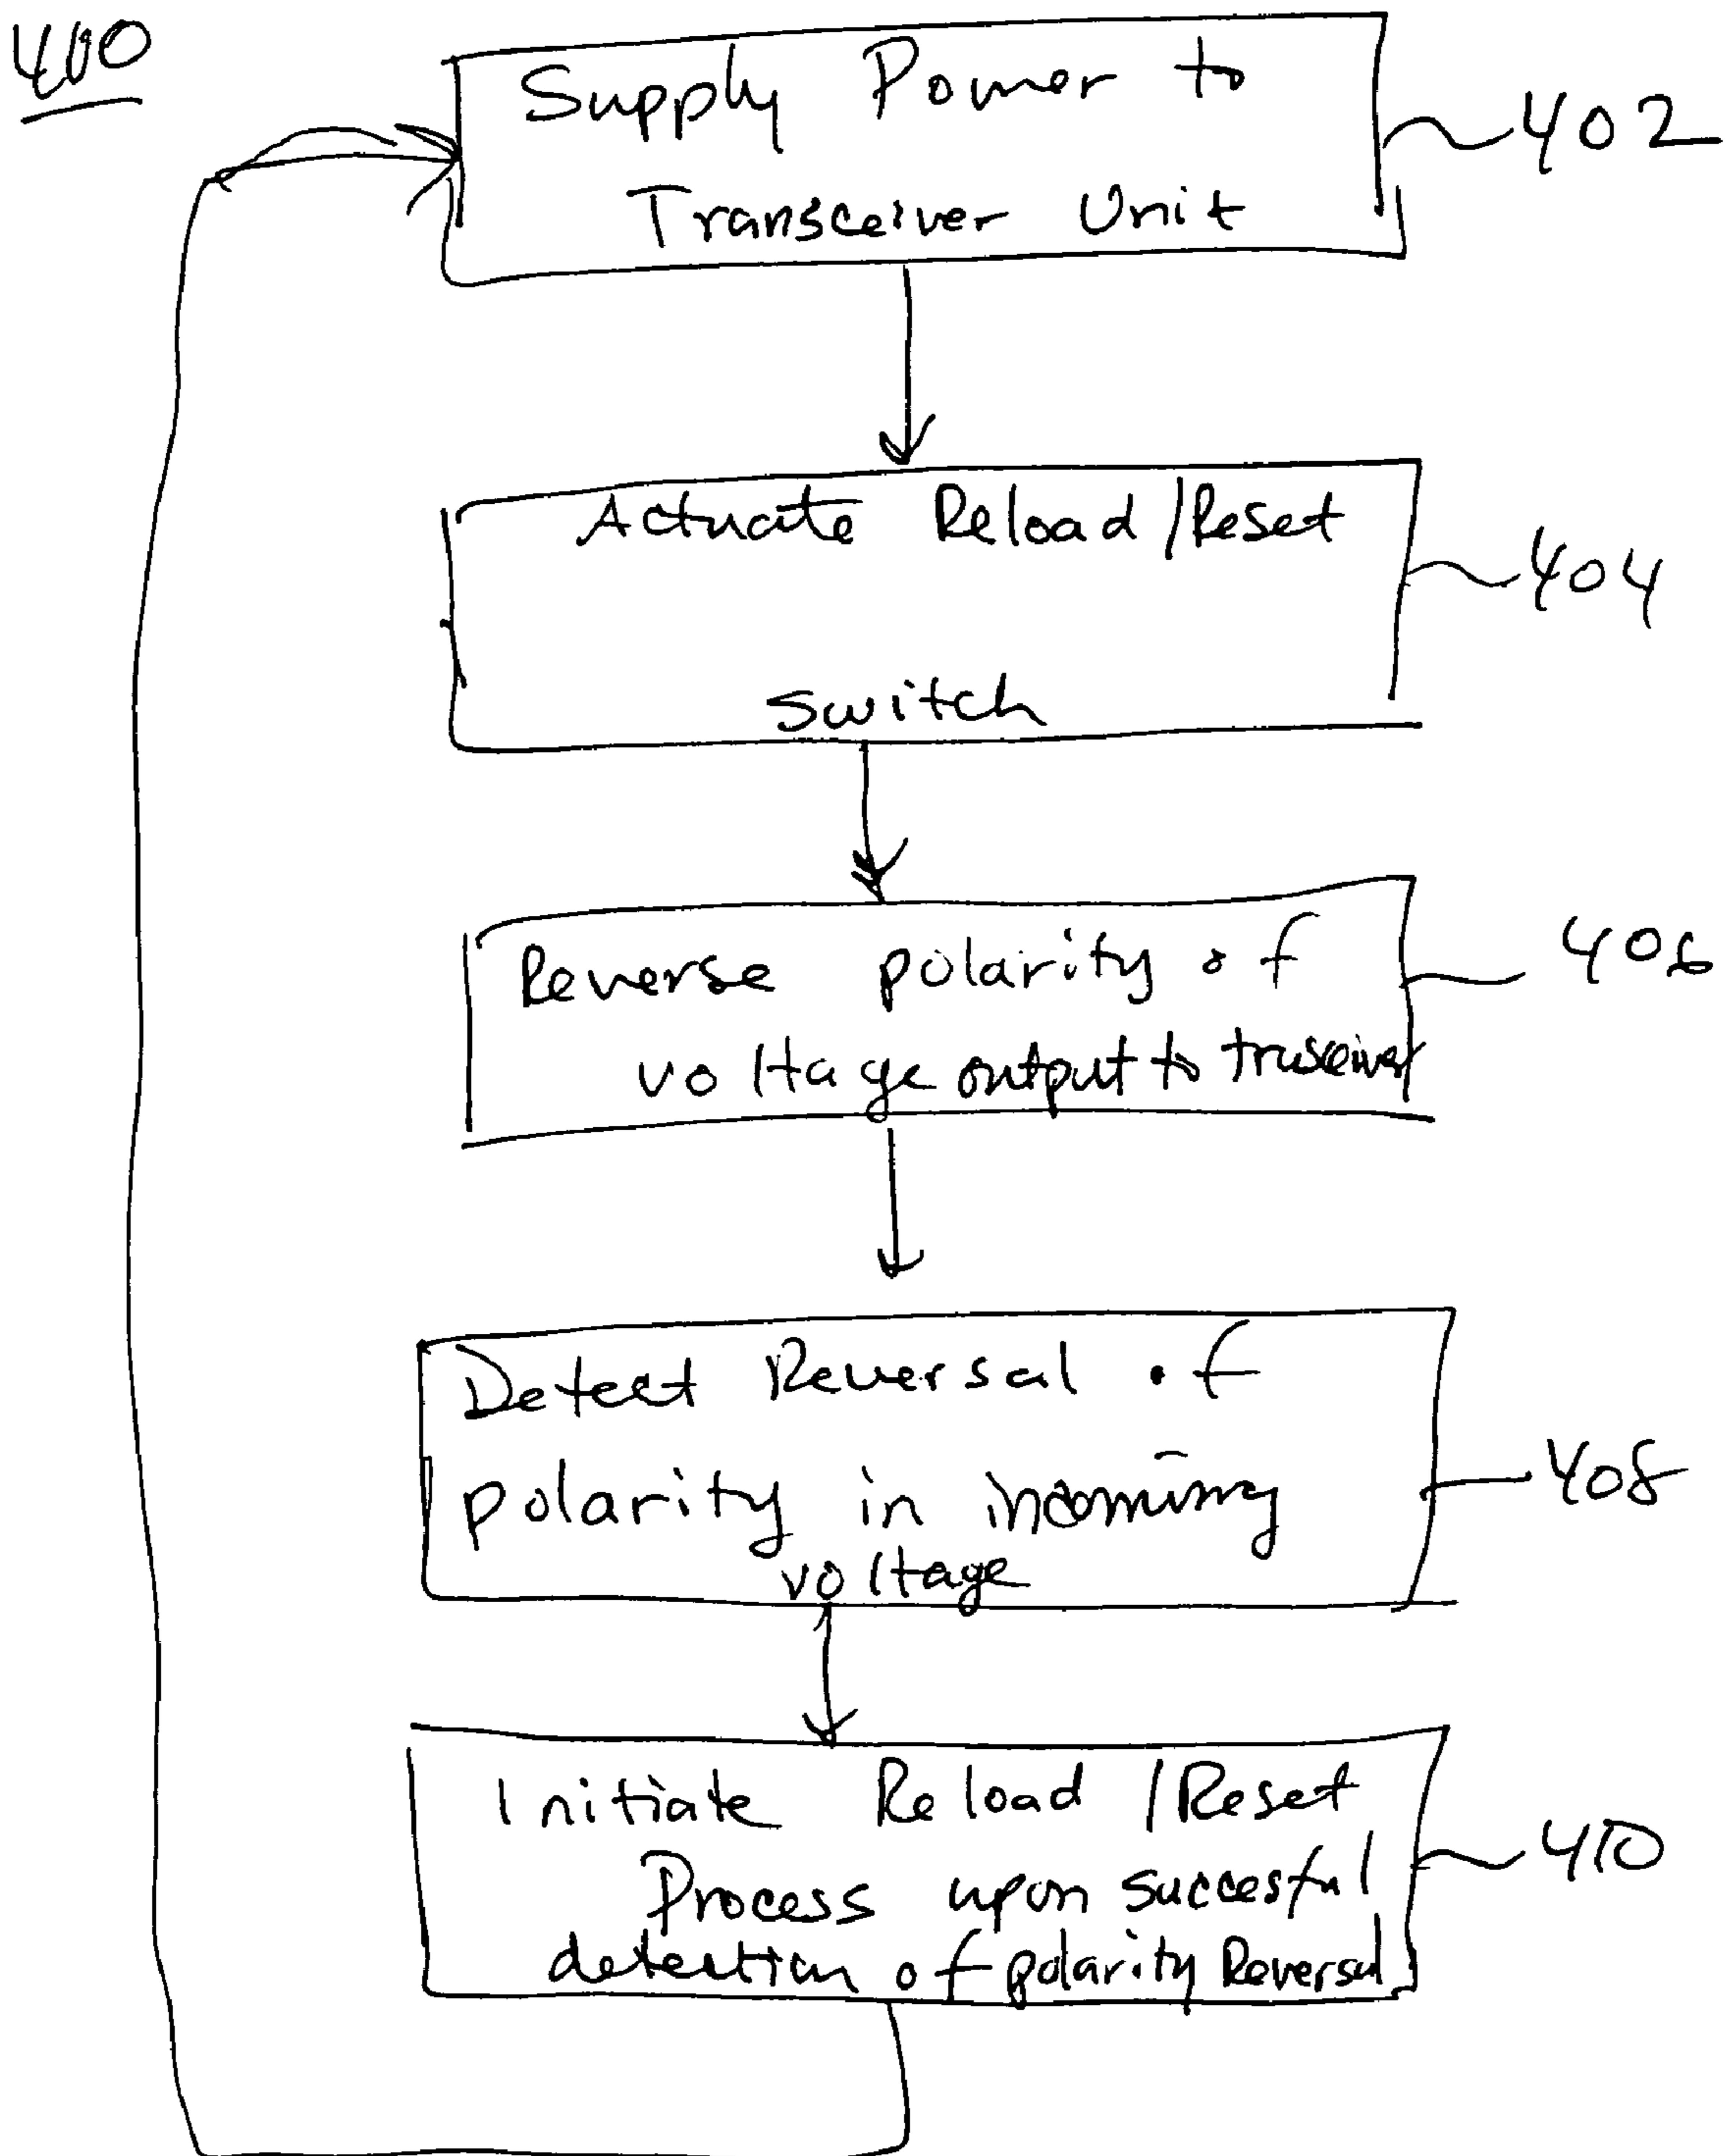 400
Supply Power to
Transceiver Unit
402
Actuate Reload/Reset
switch
404
Reverse polarity of
voltage output to trusceiver
406
Detect Reversal of
polarity in incoming
voltage
408
Initiate Reload/Reset
Process upon succesful
detection of polarity Reversal
410